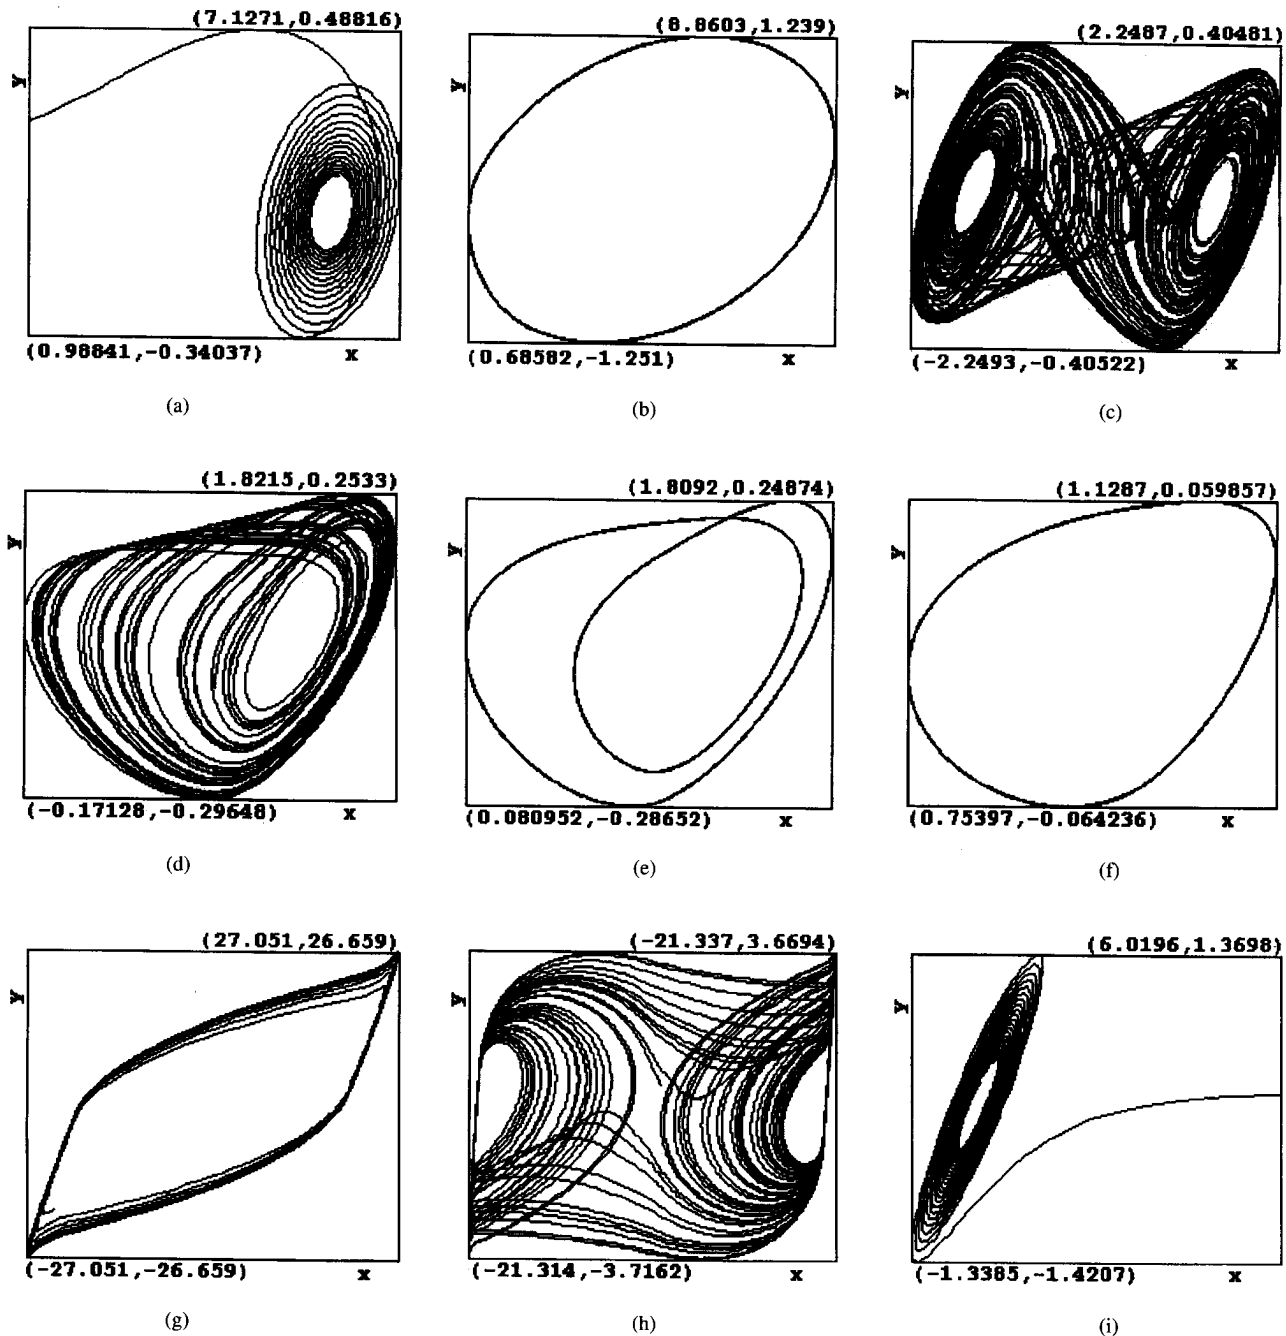 (7.1271,0.48816)
Y
(0.98841,-0.34037) x
(a)
(8.8603,1.239)
Y
(0.68582,-1.251) x
(b)
(2.2487,0.40481)
Y
(-2.2493,-0.40522) x
(c)
(1.8215,0.2533)
Y
(-0.17128,-0.29648) x
(d)
(1.8092,0.24874)
Y
(0.080952,-0.28652) x
(e)
(1.1287,0.059857)
Y
(0.75397,-0.064236) x
(f)
(27.051,26.659)
Y
(-27.051,-26.659) x
(g)
(-21.337,3.6694)
Y
(-21.314,-3.7162) x
(h)
(6.0196,1.3698)
Y
(-1.3385,-1.4207) x
(i)